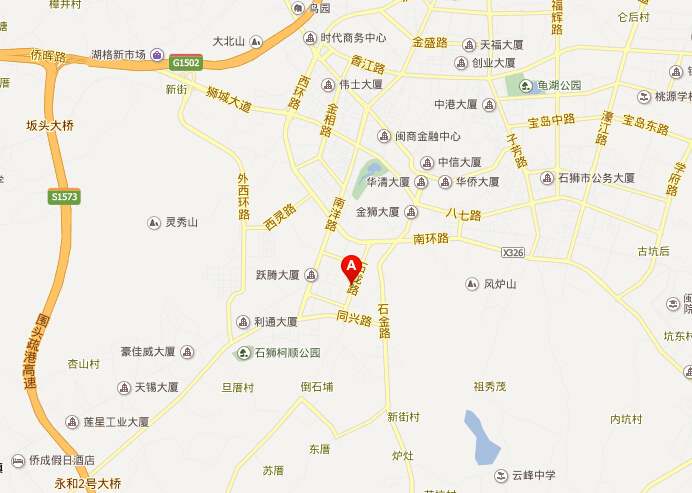 樟井村
鸟园
福辉路
仑后村
大北山
时代商务中心
金盛路
天福大厦
侨晖路
湖格新市场
G1502
香江路
创业大厦
新街
狮城大道
西环路
伟士大厦
金相路
中港大厦
龟湖公园
桃源学校
坂头大桥
闽商金融中心
宝岛中路
濠江路
宝岛东路
子芳路
学府路
中信大厦
外西环路
华清大厦
华侨大厦
石狮市公务大厦
S1573
西灵路
南洋路
金狮大厦
八七路
灵秀山
南环路
X326
古坑后
A
跃腾大厦
风炉山
石金路
围头疏港高速
利通大厦
同兴路
坑东村
豪佳威大厦
石狮柯顺公园
杏山村
天锡大厦
旦厝村
倒石埔
祖秀茂
莲星工业大厦
新街村
内坑村
东厝
侨成假日酒店
苏厝
炉灶
云峰中学
永和2号大桥